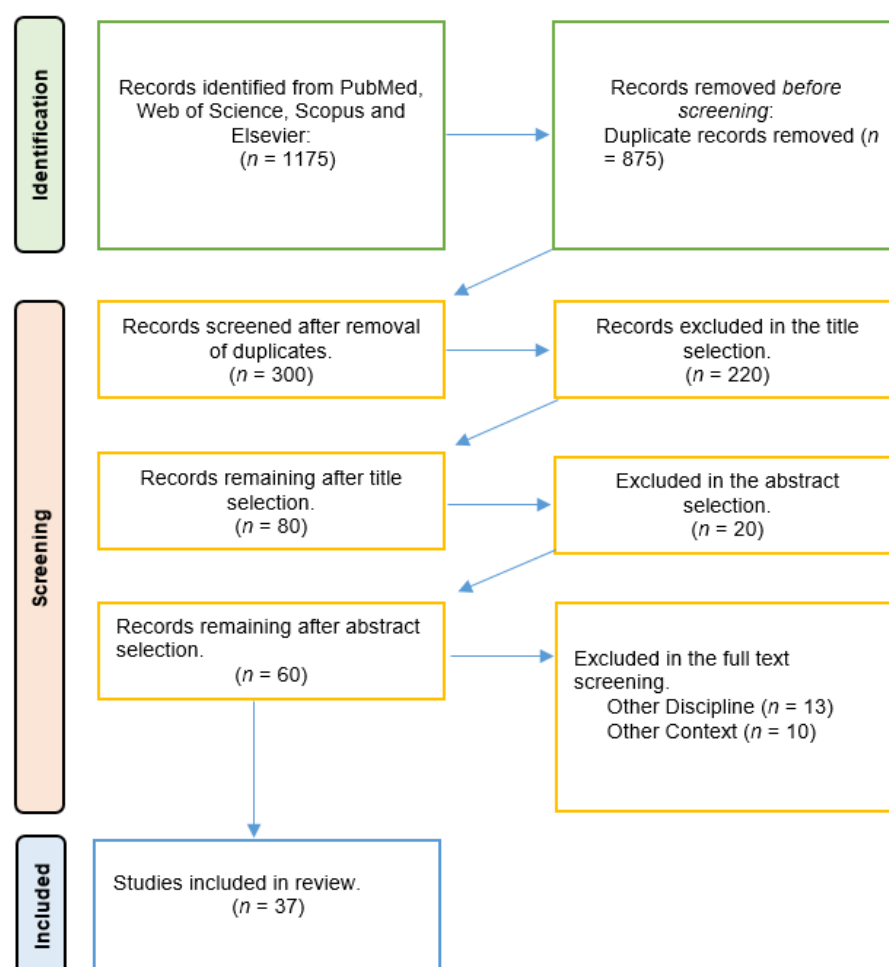 Identification
Records identified from PubMed,
Web of Science, Scopus and
Elsevier:
(n = 1175)
Records removed before
screening:
Duplicate records removed (n
= 875)
Screening
Records screened after removal
of duplicates.
(n = 300)
Records excluded in the title
selection.
(n = 220)
Records remaining after title
selection.
(n = 80)
Excluded in the abstract
selection.
(n = 20)
Records remaining after abstract
selection.
(n = 60)
Excluded in the full text
screening.
Other Discipline (n = 13)
Other Context (n = 10)
Included
Studies included in review.
(n = 37)